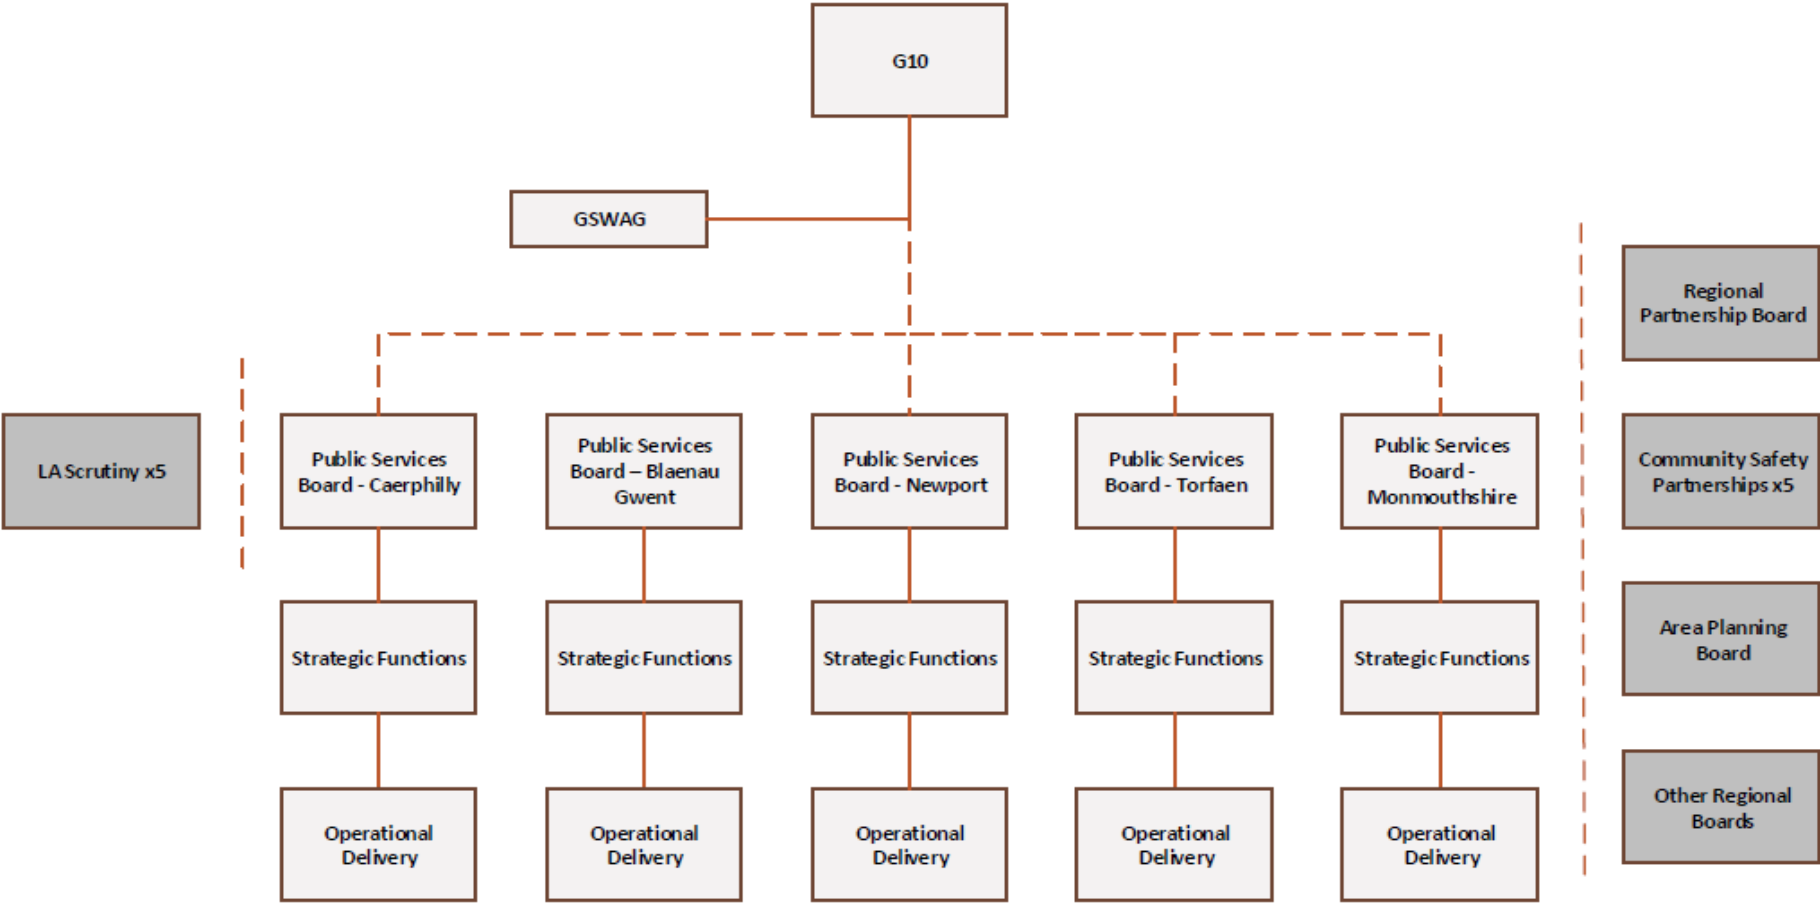 G10
GSWAG
Regional
Partnership Board
LA Scrutiny x5
Public Services
Board - Caerphilly
Public Services
Board – Blaenau
Gwent
Public Services
Board - Newport
Public Services
Board - Torfaen
Public Services
Board -
Monmouthshire
Community Safety
Partnerships x5
Strategic Functions
Strategic Functions
Strategic Functions
Strategic Functions
Strategic Functions
Area Planning
Board
Operational
Delivery
Operational
Delivery
Operational
Delivery
Operational
Delivery
Operational
Delivery
Other Regional
Boards